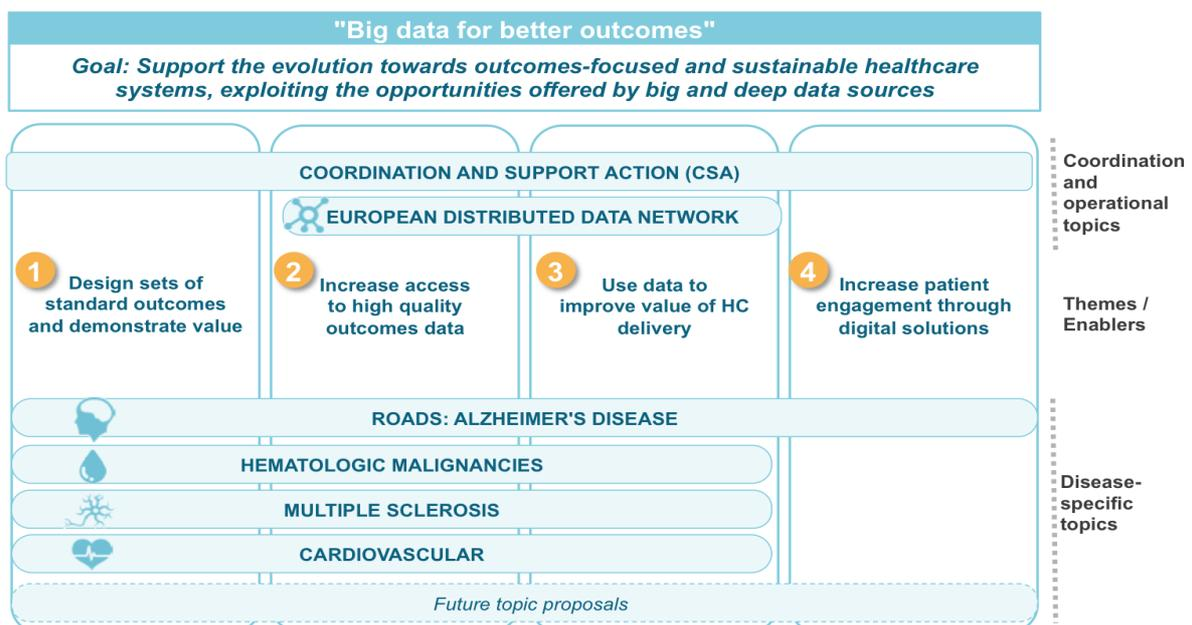 "Big data for better outcomes"
Goal: Support the evolution towards outcomes-focused and sustainable healthcare
systems, exploiting the opportunities offered by big and deep data sources
COORDINATION AND SUPPORT ACTION (CSA)
EUROPEAN DISTRIBUTED DATA NETWORK
Coordination
and
operational
topics
1
Design sets of
standard outcomes
and demonstrate value
2
Increase access
to high quality
outcomes data
3
Use data to
improve value of HC
delivery
4
Increase patient
engagement through
digital solutions
Themes /
Enablers
ROADS: ALZHEIMER'S DISEASE
HEMATOLOGIC MALIGNANCIES
MULTIPLE SCLEROSIS
CARDIOVASCULAR
Future topic proposals
Disease-
specific
topics